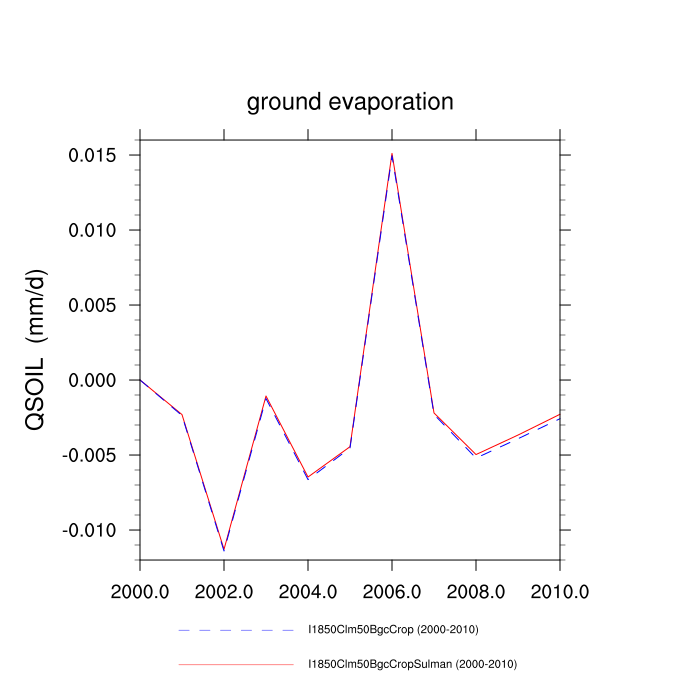 ground evaporation
QSOIL (mm/d)
0.015
0.010
0.005
0.000
-0.005
-0.010
2000.0 2002.0 2004.0 2006.0 2008.0 2010.0
I1850Clm50BgcCrop (2000-2010)
I1850Clm50BgcCropSulman (2000-2010)